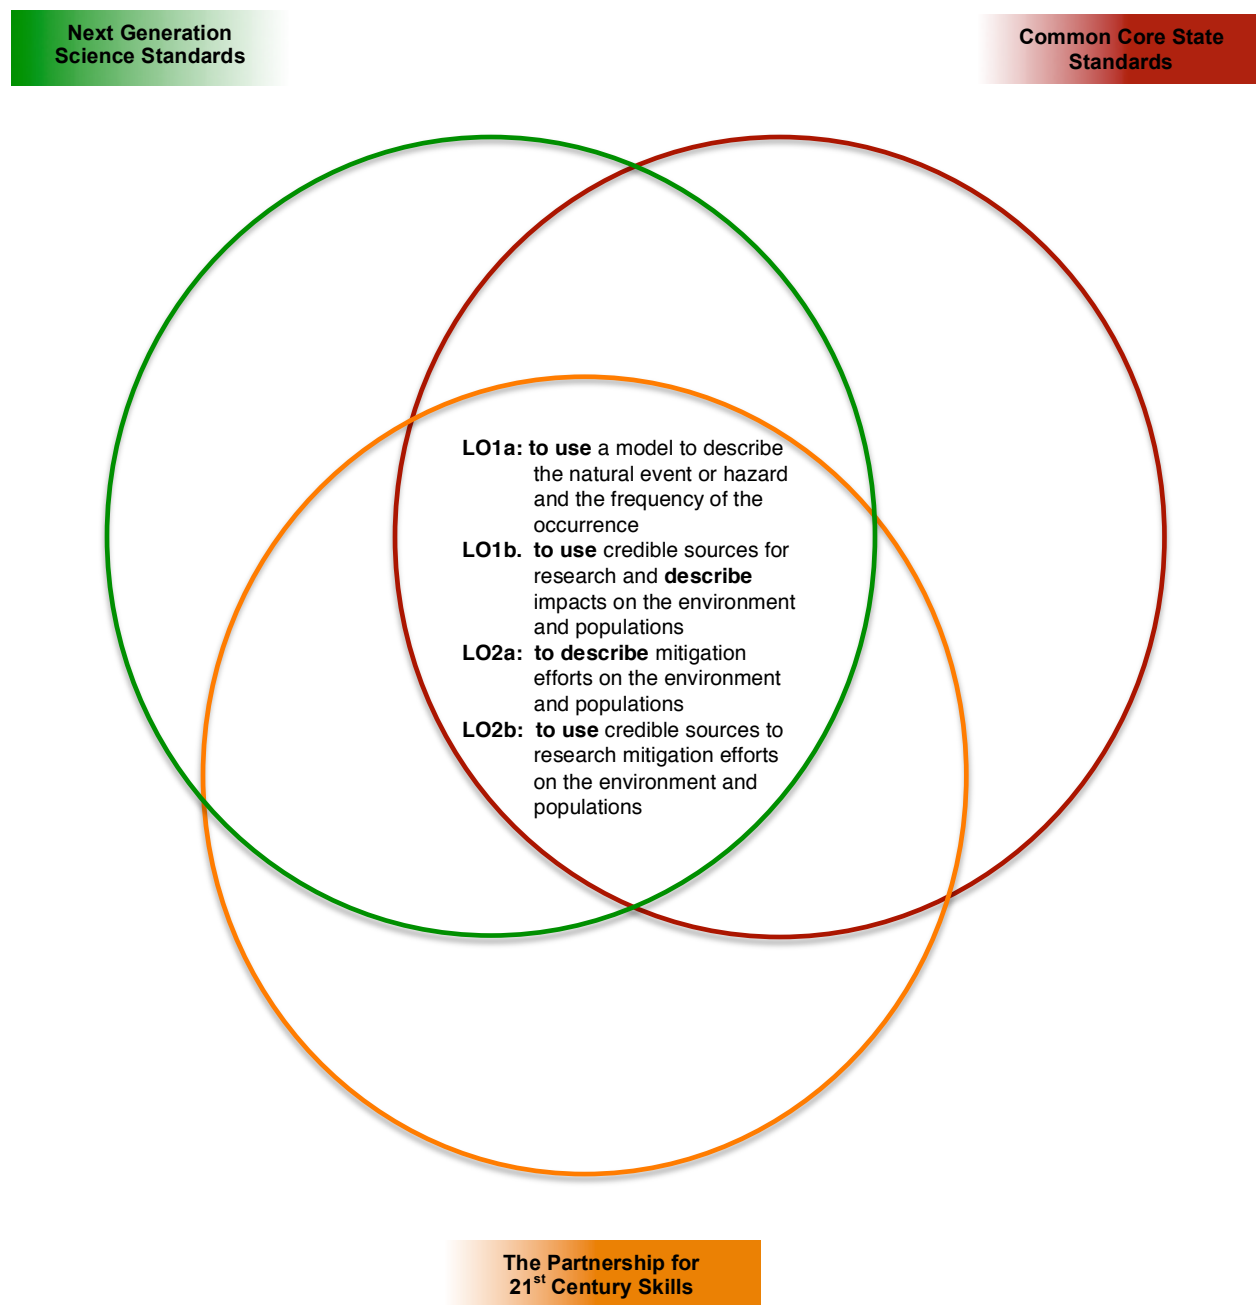 Next Generation
Science Standards
Common Core State
Standards
LO1a: to use a model to describe
the natural event or hazard
and the frequency of the
occurrence
LO1b. to use credible sources for
research and describe
impacts on the environment
and populations
LO2a: to describe mitigation
efforts on the environment
and populations
LO2b: to use credible sources to
research mitigation efforts
on the environment and
populations
The Partnership for
21st Century Skills